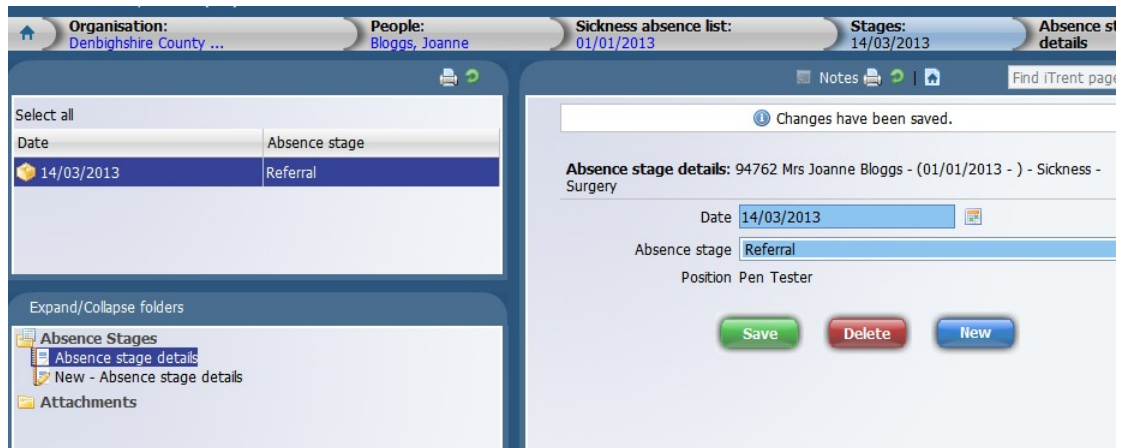 Organisation: People: Sickness absence list: Stages: Absence st
Denbighshire County ... Bloggs, Joanne 01/01/2013 14/03/2013 details
Notes | Find iTrent page
Select all
Date Absence stage
14/03/2013 Referral
Expand/Collapse folders
Absence Stages
Absence stage details
New - Absence stage details
Attachments
Changes have been saved.
Absence stage details: 94762 Mrs Joanne Bloggs - (01/01/2013 - ) - Sickness -
Surgery
Date 14/03/2013
Absence stage Referral
Position Pen Tester
Save Delete New